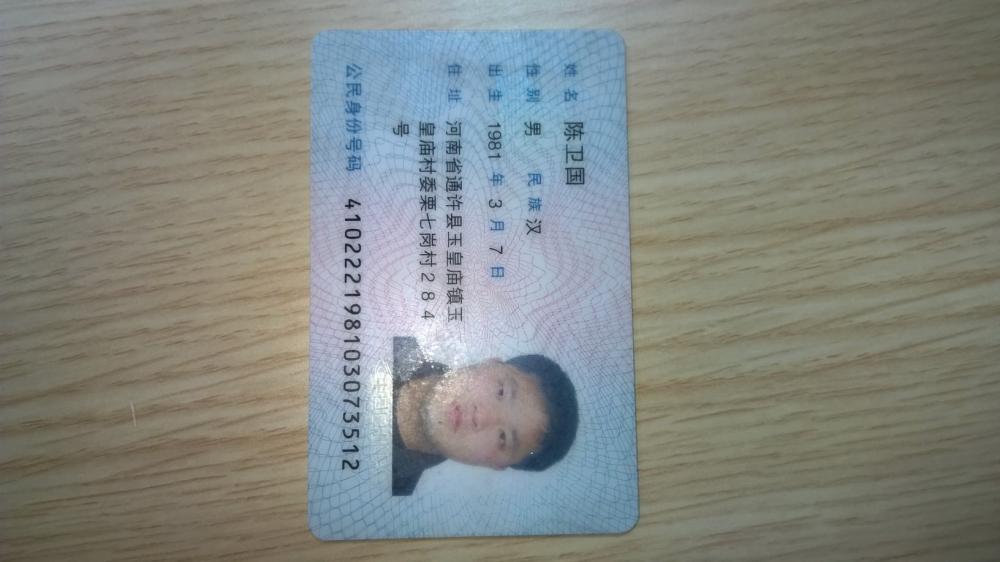 姓名 陈卫国
性别 男 民族 汉
出生 1981 年 3 月 7 日
住址 河南省通许县玉皇庙镇玉
皇庙村委栗七岗村284
号
公民身份号码 410222198103073512